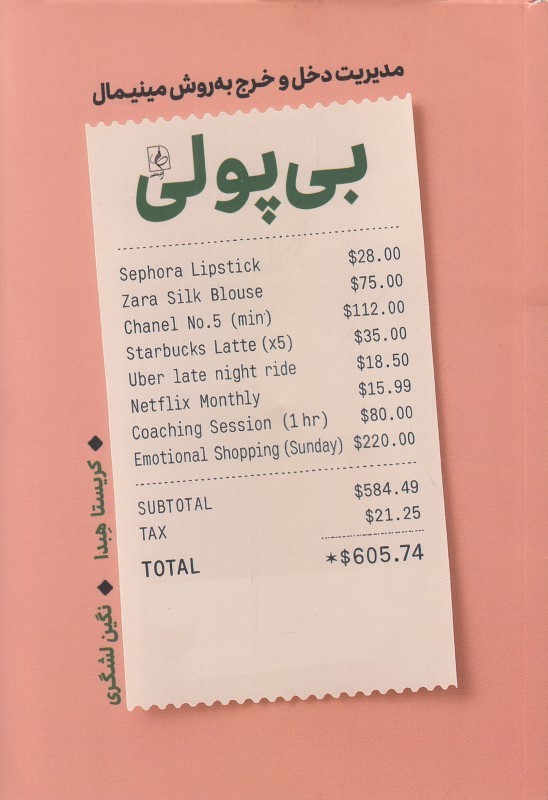 مدیریت دخل و خرج به روش مینیمال
بی‌پولی
Sephora Lipstick $28.00
Zara Silk Blouse $75.00
Chanel No.5 (min) $112.00
Starbucks Latte (x5) $35.00
Uber late night ride $18.50
Netflix Monthly $15.99
Coaching Session (1hr) $80.00
Emotional Shopping (Sunday) $220.00
SUBTOTAL $584.49
TAX $21.25
TOTAL *$605.74
◆ کریستا هِبدا ◆ نگین لشگری